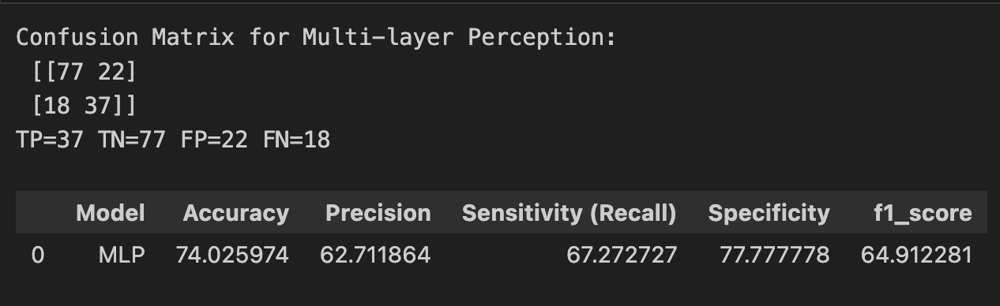 Confusion Matrix for Multi-layer Perception:
[[77 22]
[18 37]]
TP=37 TN=77 FP=22 FN=18
Model Accuracy Precision Sensitivity (Recall) Specificity f1_score
0 MLP 74.025974 62.711864 67.272727 77.777778 64.912281